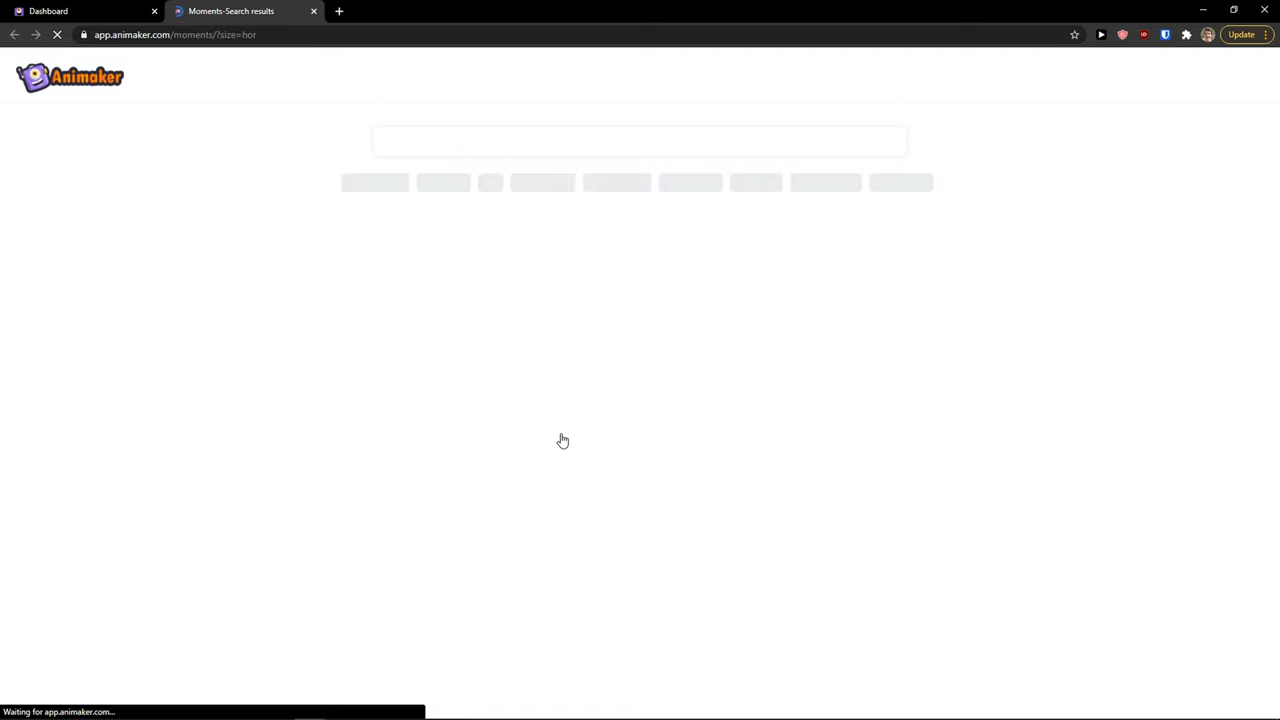 Dashboard
Moments-Search results
app.animaker.com/moments/?size=hor
Update
Animaker
Waiting for app.animaker.com...